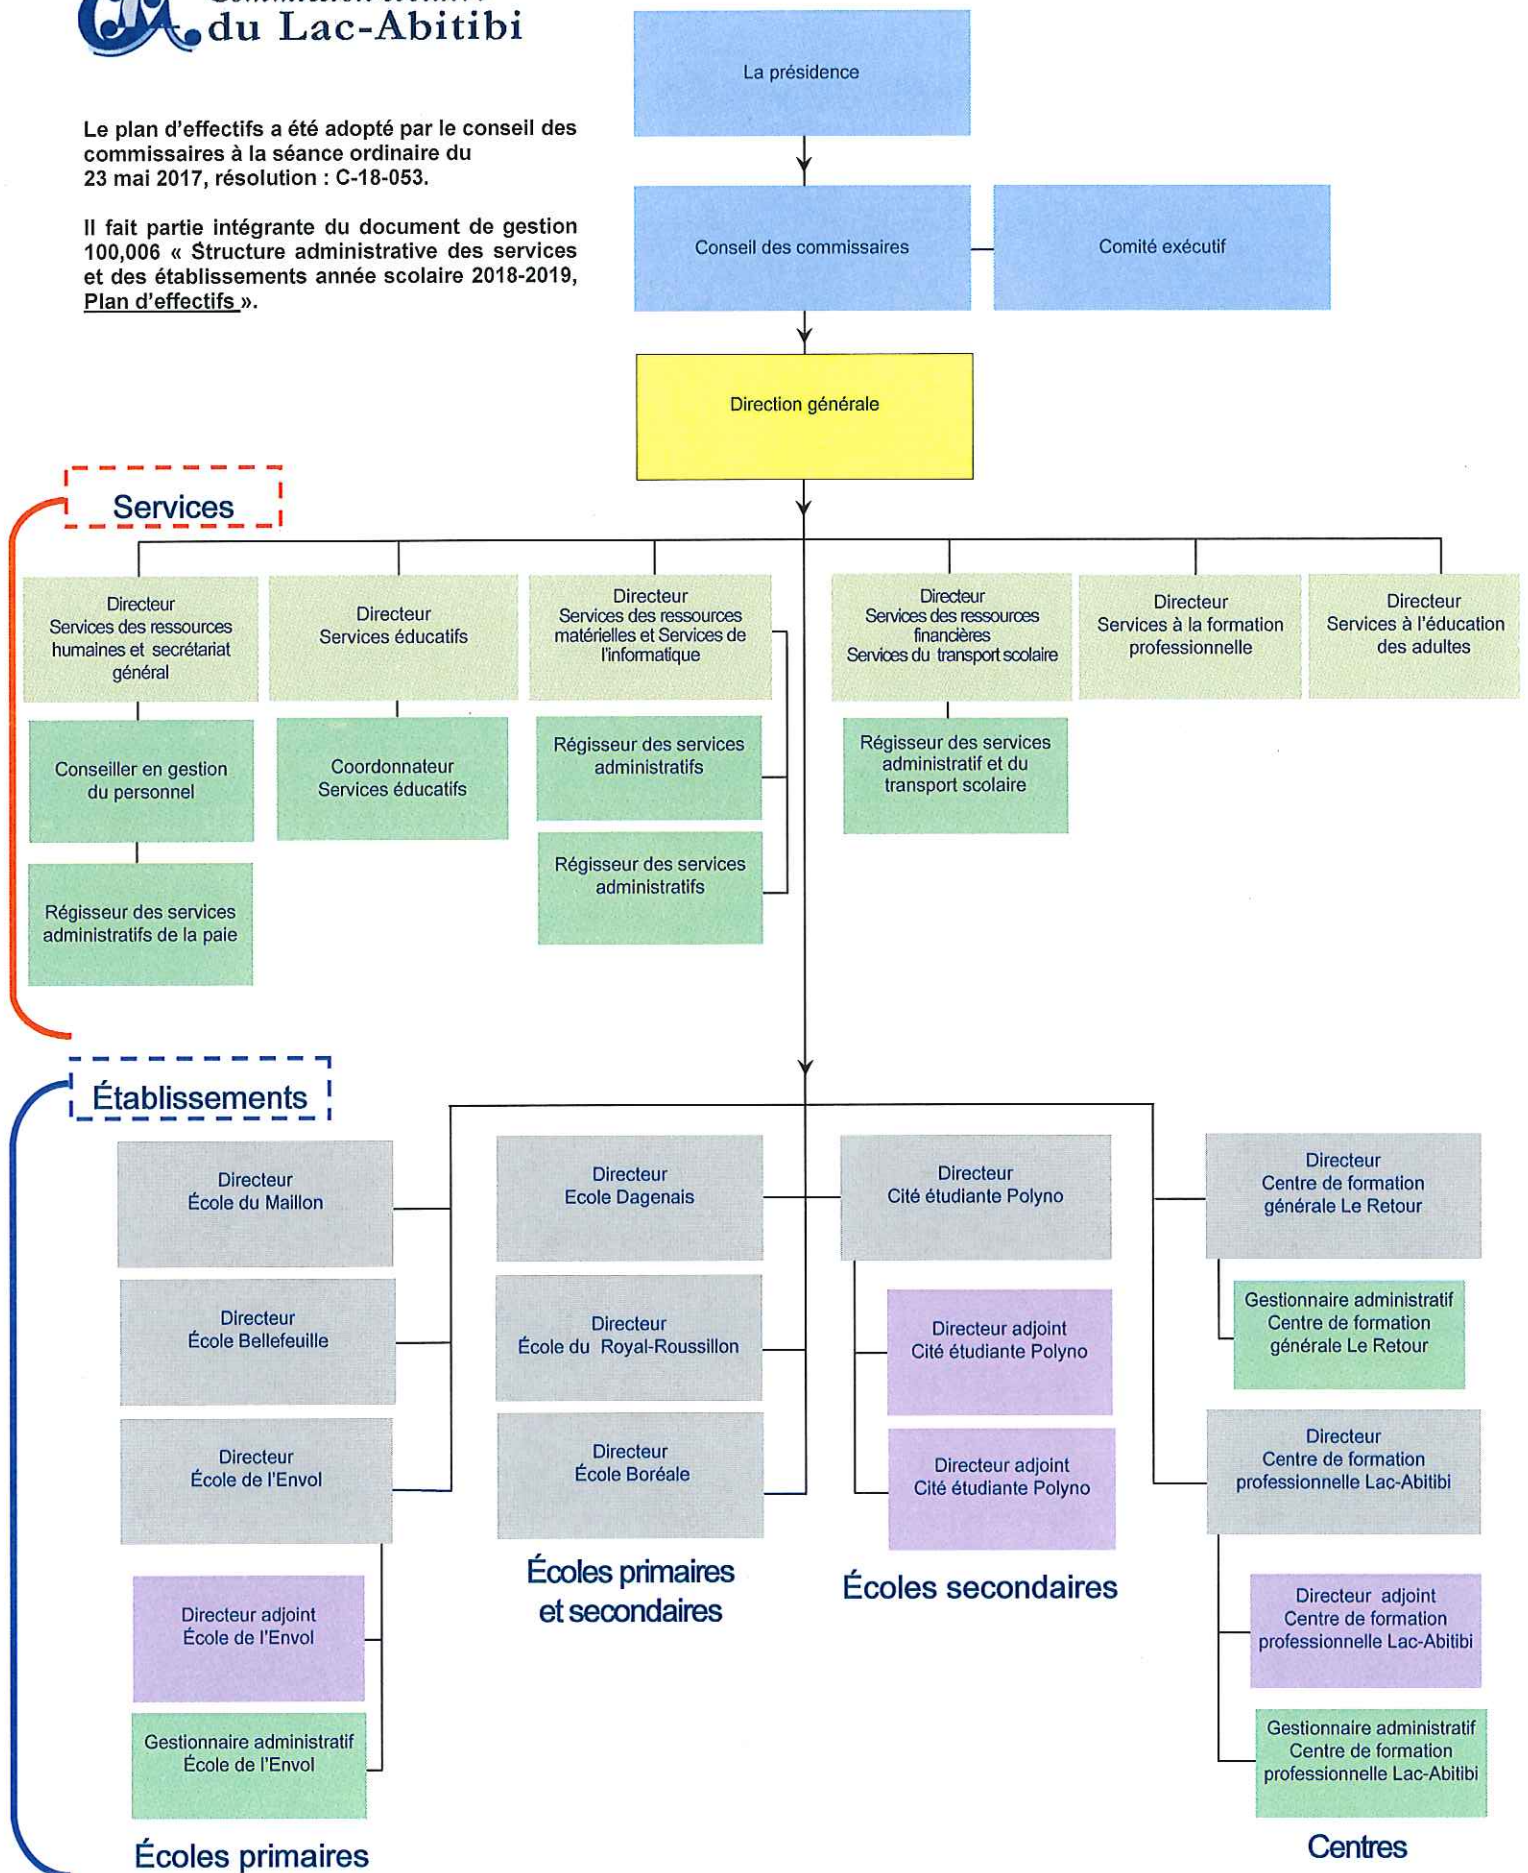 du Lac-Abitibi
Le plan d'effectifs a été adopté par le conseil des
commissaires à la séance ordinaire du
23 mai 2017, résolution : C-18-053.
Il fait partie intégrante du document de gestion
100,006 « Structure administrative des services
et des établissements année scolaire 2018-2019,
Plan d'effectifs ».
La présidence
Conseil des commissaires
Comité exécutif
Direction générale
Services
Directeur
Services des ressources
humaines et secrétariat
général
Directeur
Services éducatifs
Directeur
Services des ressources
matérielles et Services de
l'informatique
Directeur
Services des ressources
financières
Services du transport scolaire
Directeur
Services à la formation
professionnelle
Directeur
Services à l'éducation
des adultes
Conseiller en gestion
du personnel
Coordonnateur
Services éducatifs
Régisseur des services
administratifs
Régisseur des services
administratif et du
transport scolaire
Régisseur des services
administratifs de la paie
Régisseur des services
administratifs
Établissements
Directeur
École du Maillon
Directeur
École Bellefeuille
Directeur
École de l'Envol
Directeur adjoint
École de l'Envol
Gestionnaire administratif
École de l'Envol
Écoles primaires
Directeur
Ecole Dagenais
Directeur
École du Royal-Roussillon
Directeur
École Boréale
Écoles primaires
et secondaires
Directeur
Cité étudiante Polyno
Directeur adjoint
Cité étudiante Polyno
Directeur adjoint
Cité étudiante Polyno
Écoles secondaires
Directeur
Centre de formation
générale Le Retour
Gestionnaire administratif
Centre de formation
générale Le Retour
Directeur
Centre de formation
professionnelle Lac-Abitibi
Directeur adjoint
Centre de formation
professionnelle Lac-Abitibi
Gestionnaire administratif
Centre de formation
professionnelle Lac-Abitibi
Centres